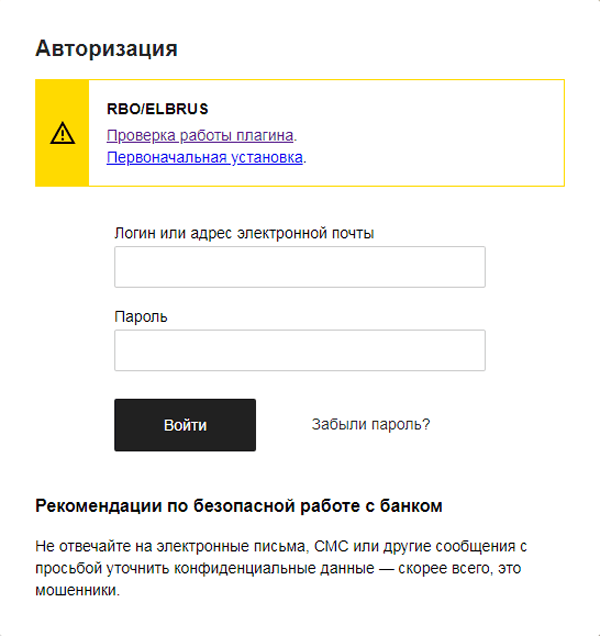 Авторизация
RBO/ELBRUS
Проверка работы плагина.
Первоначальная установка.
Логин или адрес электронной почты
Пароль
Войти
Забыли пароль?
Рекомендации по безопасной работе с банком
Не отвечайте на электронные письма, СМС или другие сообщения с
просьбой уточнить конфиденциальные данные — скорее всего, это
мошенники.